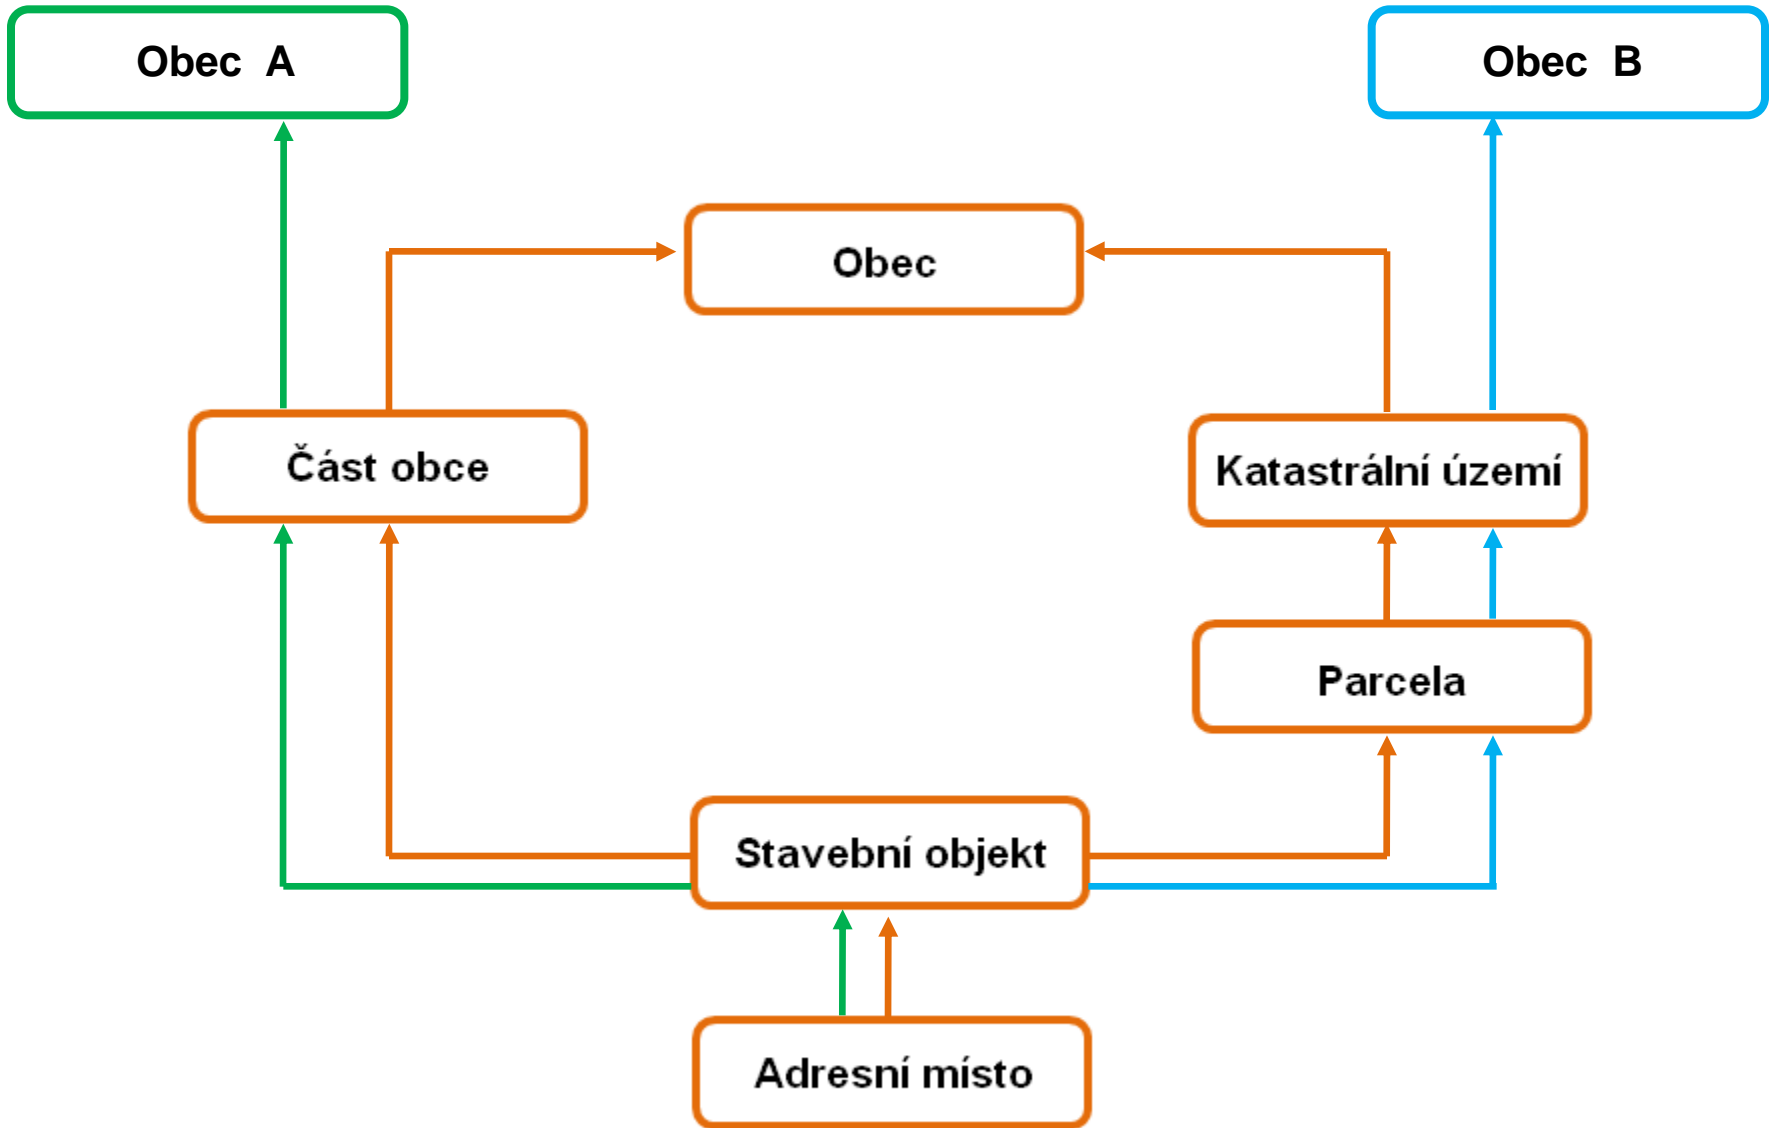 Obec A
Obec B
Obec
Část obce
Katastrální území
Parcela
Stavební objekt
Adresní místo